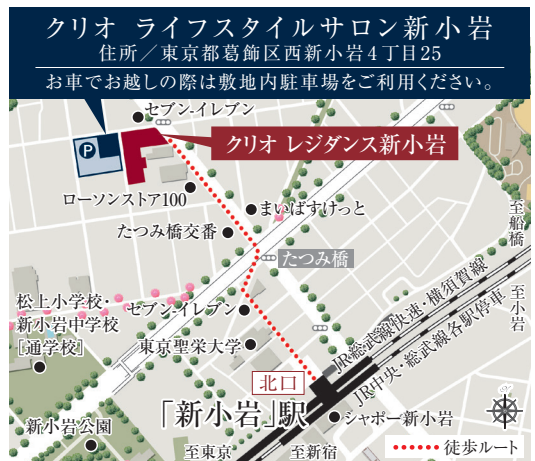 クリオ ライフスタイルサロン新小岩
住所／東京都葛飾区西新小岩4丁目25
お車でお越しの際は敷地内駐車場をご利用ください。
セブン-イレブン
P
クリオ レジダンス新小岩
ローソンストア100
まいばすけっと
たつみ橋交番
たつみ橋
至船橋
至小岩
JR総武線快速・横須賀線
JR中央・総武線各駅停車
松上小学校・
新小岩中学校
［通学校］
セブン-イレブン
東京聖栄大学
北口
「新小岩」駅
シャポー新小岩
新小岩公園
至東京
至新宿
徒歩ルート